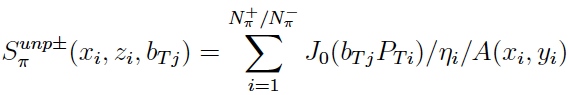 $S_{\pi}^{unp\pm}(x_i, z_i, b_{Tj}) = \sum_{i=1}^{N_{\pi}^{+}/N_{\pi}^{-}} J_0(b_{Tj}P_{Ti})/\eta_i/A(x_i, y_i)$